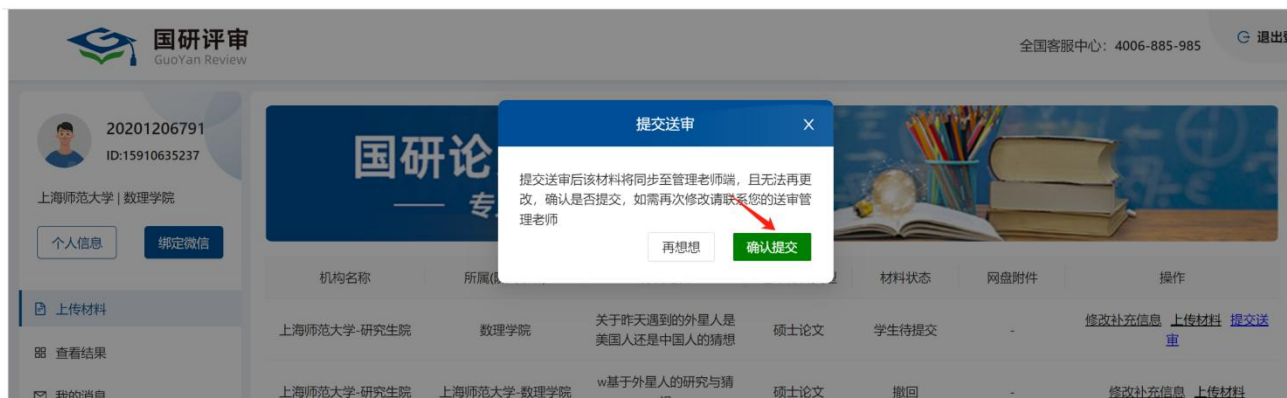 国研评审
GuoYan Review
全国客服中心：4006-885-985
退出
20201206791
ID:15910635237
上海师范大学 | 数理学院
个人信息
绑定微信
上传材料
查看结果
我的消息
国研论
专
提交送审
X
提交送审后该材料将同步至管理老师端，且无法再更
改，确认是否提交，如需再次修改请联系您的送审管
理老师
再想想
确认提交
机构名称
所属(
材料状态
网盘附件
操作
上海师范大学-研究生院
数理学院
关于昨天遇到的外星人是
美国人还是中国人的猜想
硕士论文
学生待提交
-
修改补充信息 上传材料 提交送
审
上海师范大学-研究生院
上海师范大学-数理学院
w基于外星人的研究与猜
硕士论文
撤回
-
修改补充信息 上传材料